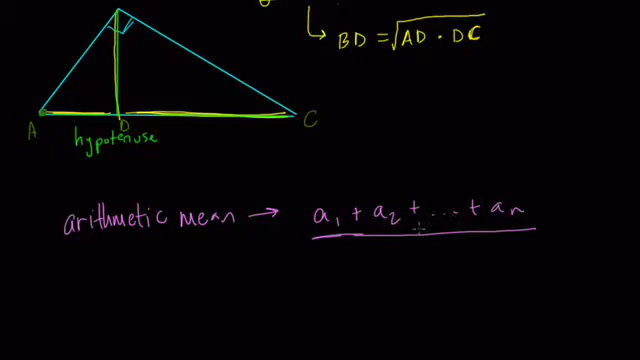 BD = √AD · DC
A
D
C
hypotenuse
arithmetic mean → a₁ + a₂ + ... + aₙ